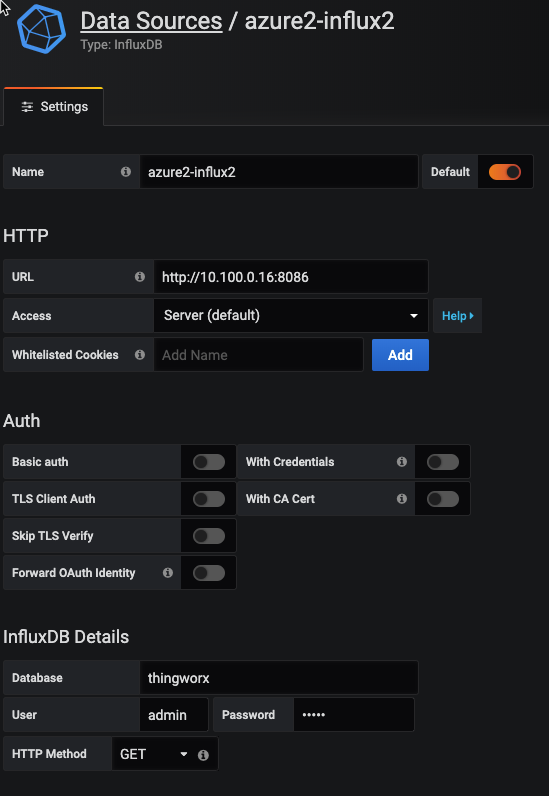 Data Sources / azure2-influx2
Type: InfluxDB
Settings
Name azure2-influx2 Default
HTTP
URL http://10.100.0.16:8086
Access Server (default) Help
Whitelisted Cookies Add Name Add
Auth
Basic auth With Credentials
TLS Client Auth With CA Cert
Skip TLS Verify
Forward OAuth Identity
InfluxDB Details
Database thingworx
User admin Password •••••
HTTP Method GET